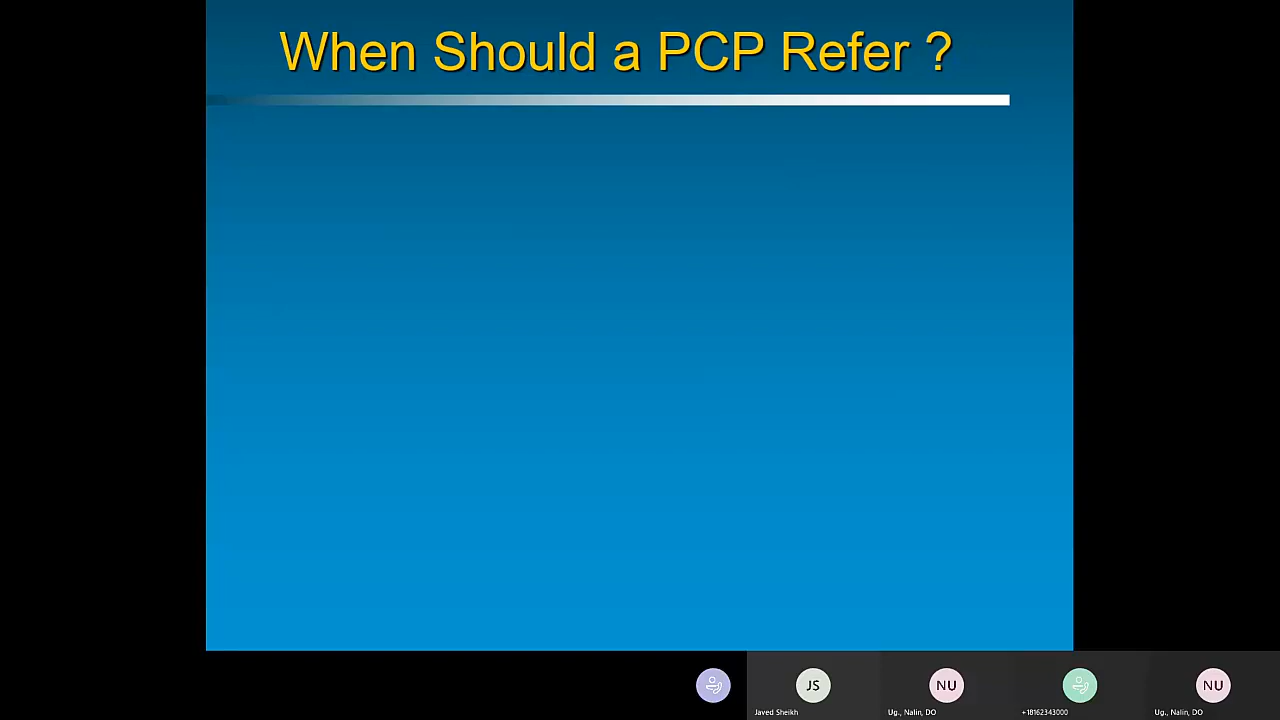 When Should a PCP Refer ?
JS
NU
NU
Javed Sheikh
Ug., Nalin, DO
+18162343000
Ug., Nalin, DO